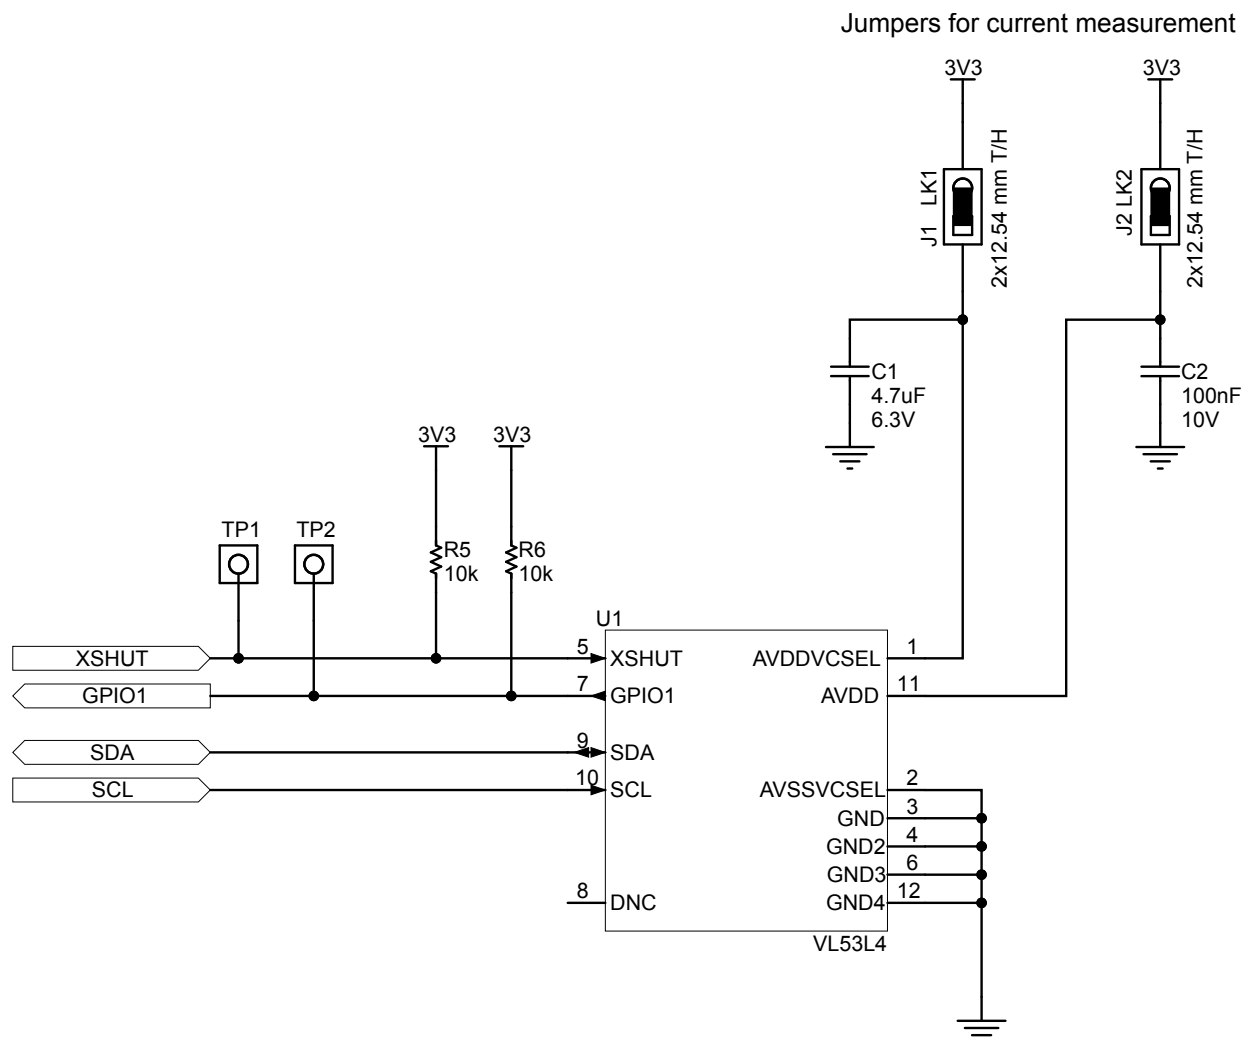 Jumpers for current measurement
3V3
3V3
J1 LK1
2x12.54 mm T/H
J2 LK2
2x12.54 mm T/H
C1
4.7uF
6.3V
C2
100nF
10V
3V3
3V3
TP1
TP2
R5
10k
R6
10k
U1
XSHUT
5
XSHUT
AVDDVCSEL
1
GPIO1
7
GPIO1
AVDD
11
SDA
9
SDA
SCL
10
SCL
AVSSVCSEL
2
GND
3
GND2
4
GND3
6
8
DNC
GND4
12
VL53L4